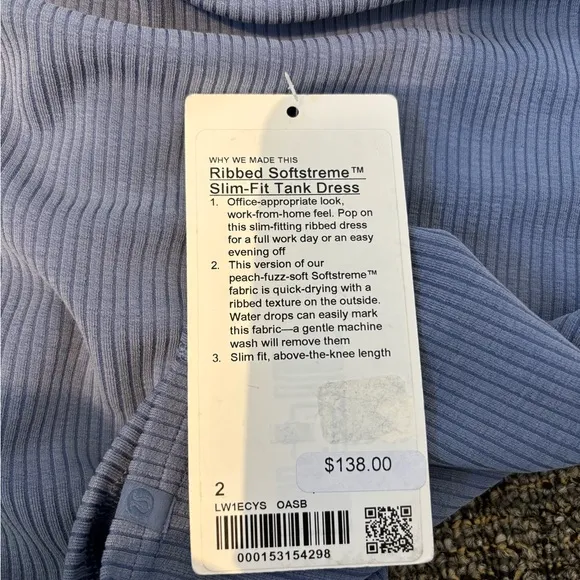 WHY WE MADE THIS
Ribbed Softstreme™
Slim-Fit Tank Dress
1. Office-appropriate look,
work-from-home feel. Pop on
this slim-fitting ribbed dress
for a full work day or an easy
evening off
2. This version of our
peach-fuzz-soft Softstreme™
fabric is quick-drying with a
ribbed texture on the outside.
Water drops can easily mark
this fabric—a gentle machine
wash will remove them
3. Slim fit, above-the-knee length
$138.00
2
LW1ECYS OASB
000153154298